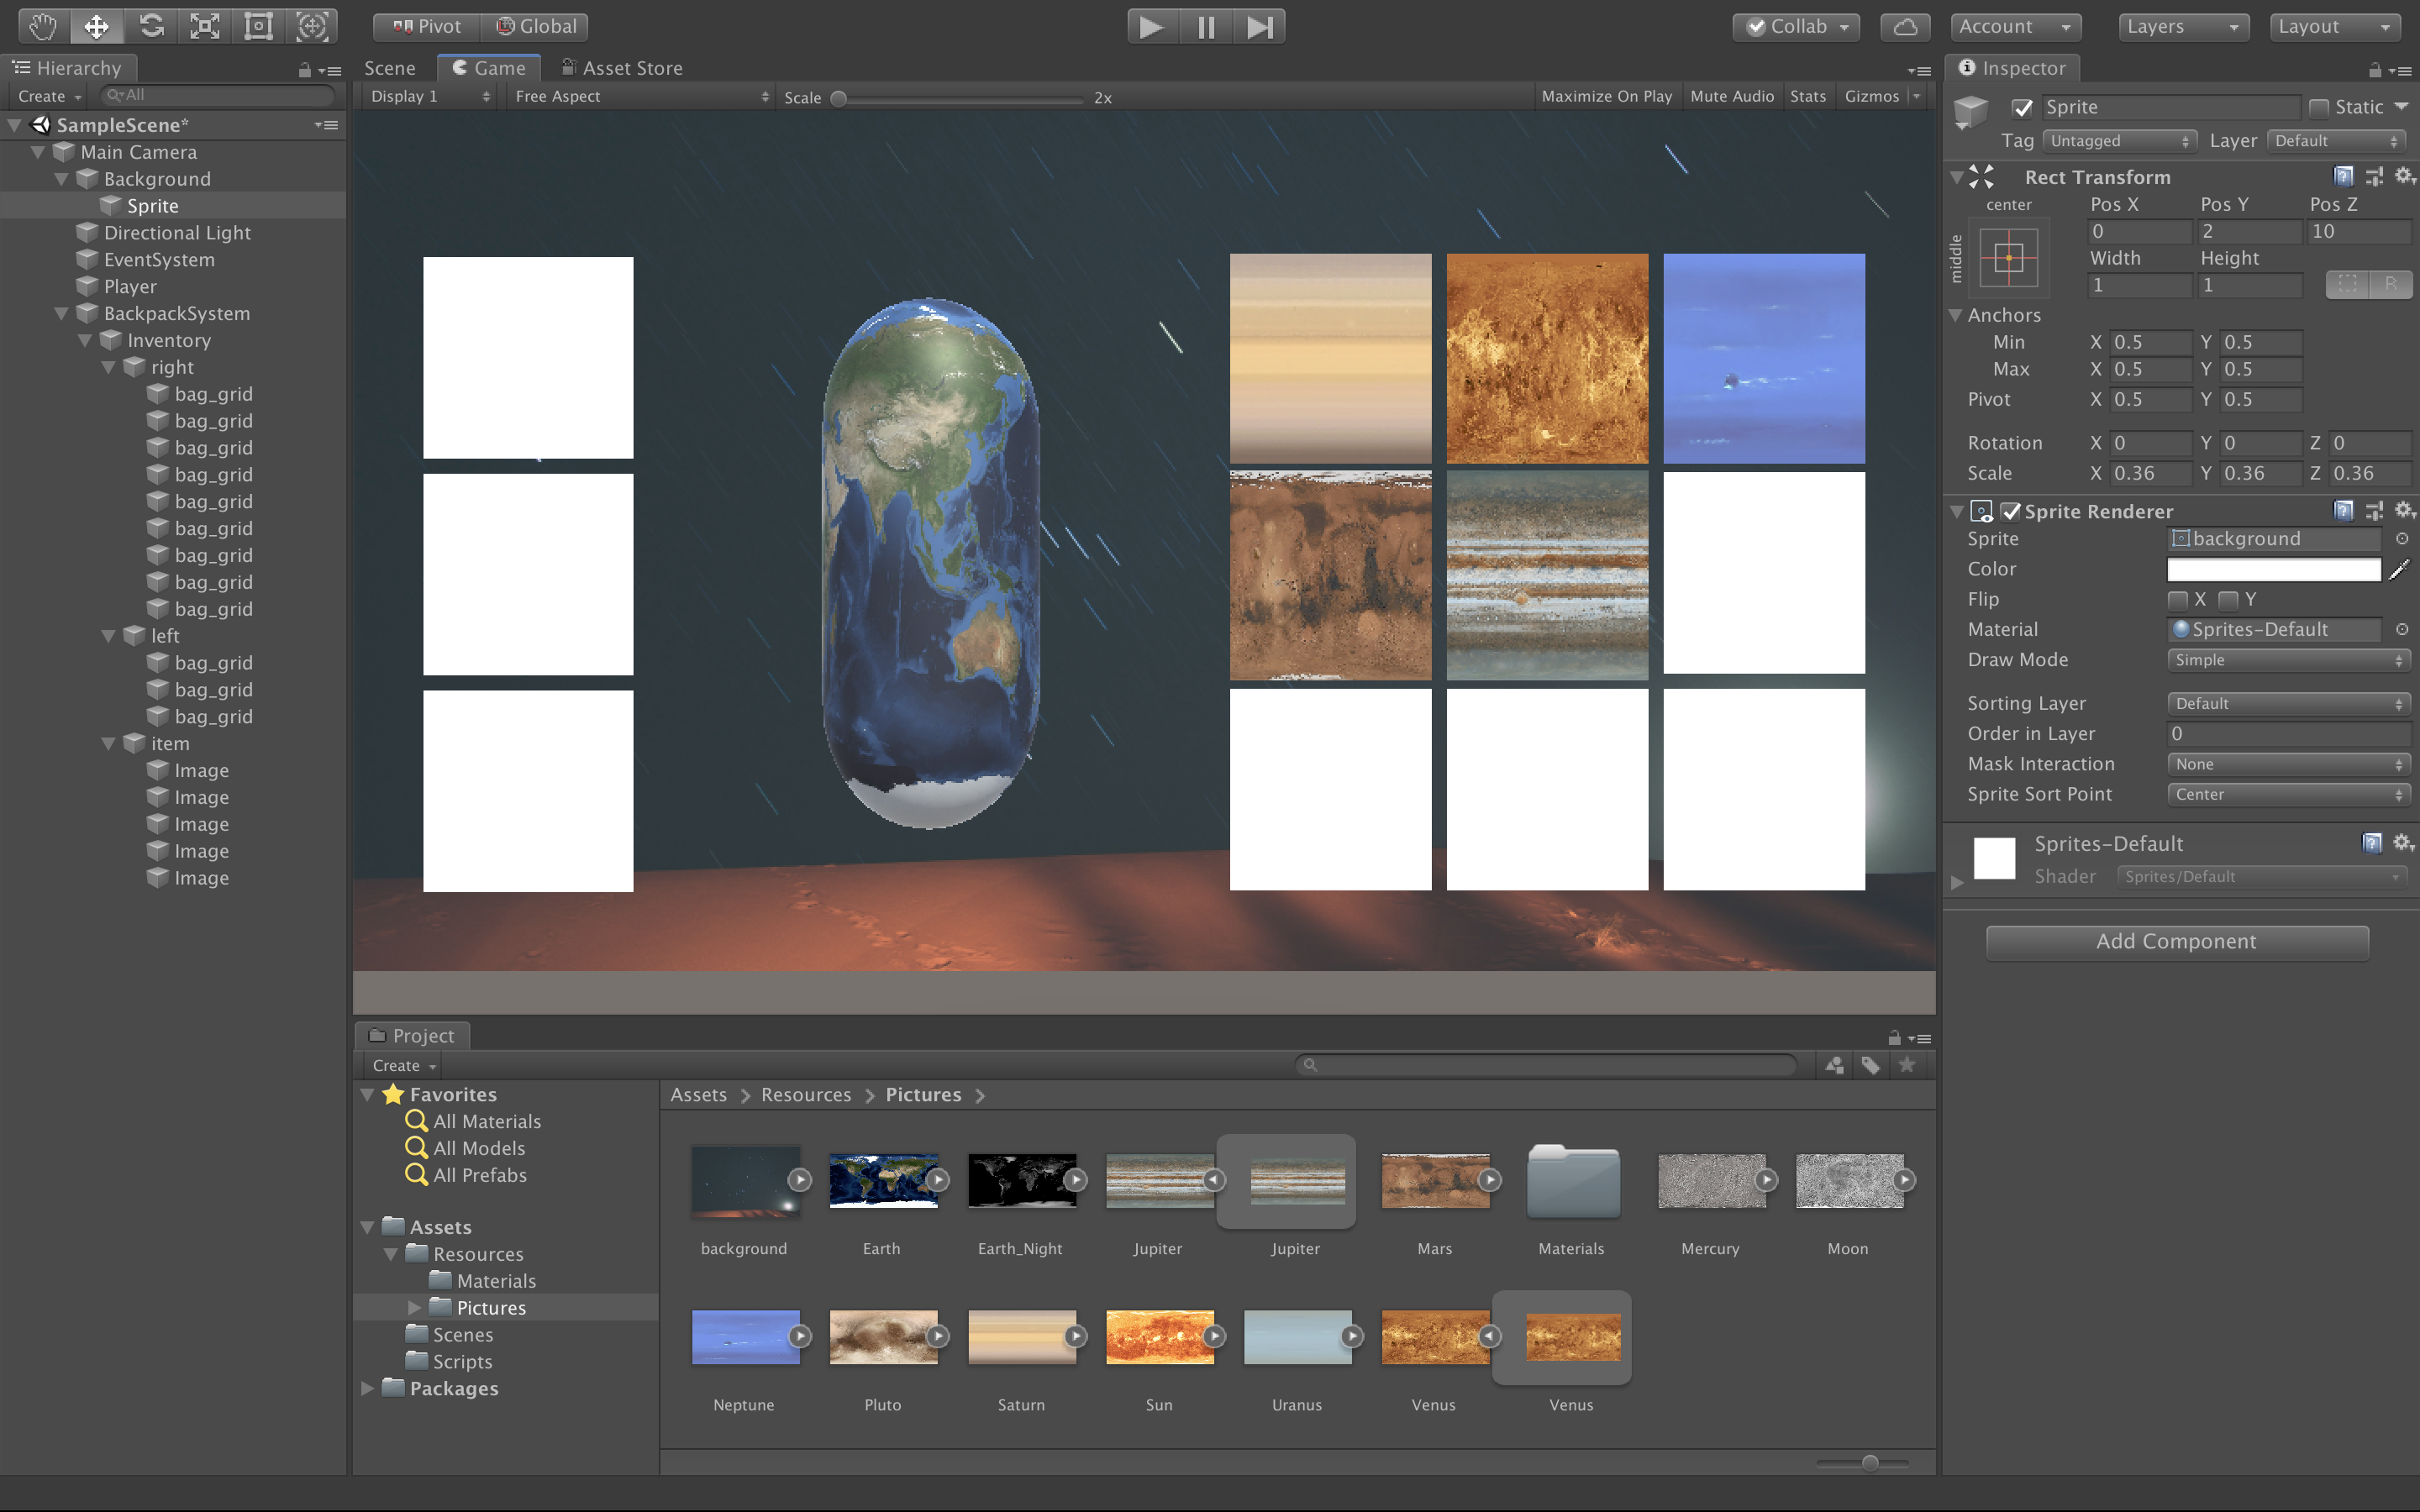 Pivot Global Collab Account Layers Layout
Hierarchy
Create All
SampleScene*
Main Camera
Background
Sprite
Directional Light
EventSystem
Player
BackpackSystem
Inventory
right
bag_grid
bag_grid
bag_grid
bag_grid
bag_grid
bag_grid
bag_grid
bag_grid
bag_grid
left
bag_grid
bag_grid
bag_grid
item
Image
Image
Image
Image
Image
Scene Game Asset Store
Display 1 Free Aspect Scale 2x Maximize On Play Mute Audio Stats Gizmos
Project
Create
Favorites
All Materials
All Models
All Prefabs
Assets
Resources
Materials
Pictures
Scenes
Scripts
Packages
Assets Resources Pictures
background Earth Earth_Night Jupiter Jupiter Mars Materials Mercury Moon
Neptune Pluto Saturn Sun Uranus Venus Venus
Inspector
Sprite Static
Tag Untagged Layer Default
Rect Transform
center Pos X Pos Y Pos Z
middle 0 2 10
Width Height
1 1 R
Anchors
Min X 0.5 Y 0.5
Max X 0.5 Y 0.5
Pivot X 0.5 Y 0.5
Rotation X 0 Y 0 Z 0
Scale X 0.36 Y 0.36 Z 0.36
Sprite Renderer
Sprite background
Color
Flip X Y
Material Sprites-Default
Draw Mode Simple
Sorting Layer Default
Order in Layer 0
Mask Interaction None
Sprite Sort Point Center
Sprites-Default
Shader Sprites/Default
Add Component